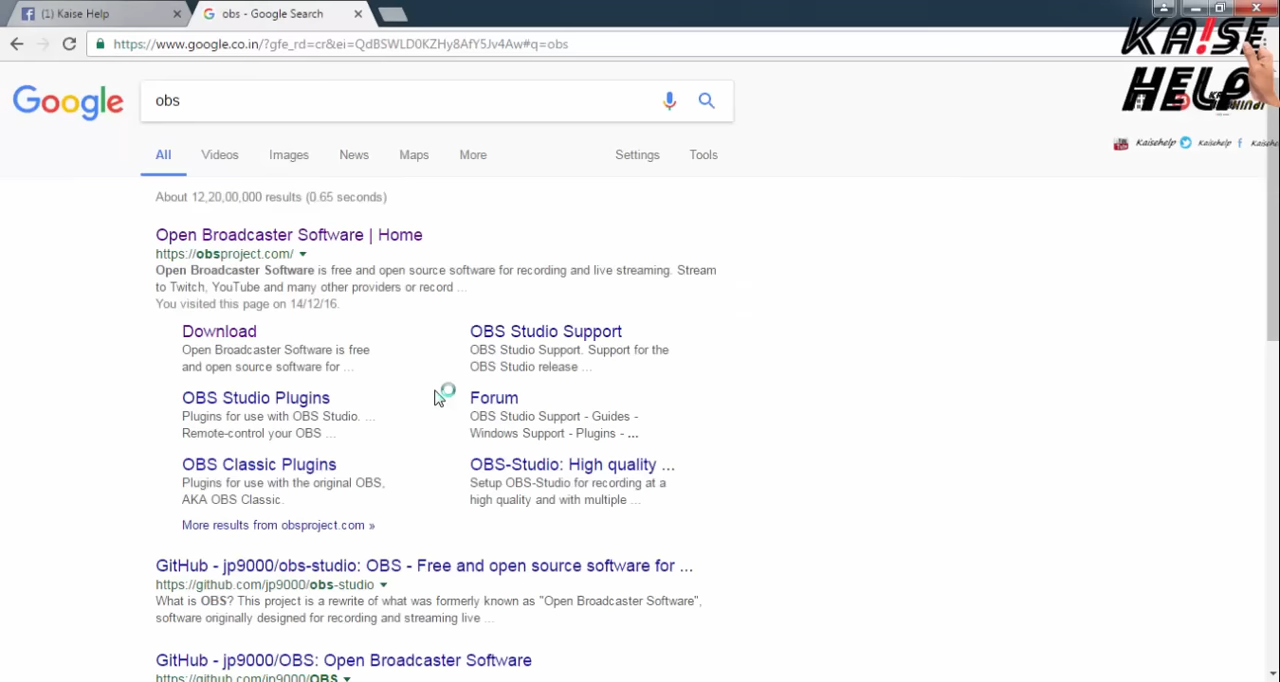 (1) Kaise Help
obs - Google Search
https://www.google.co.in/?gfe_rd=cr&ei=QdBSWLD0KZHy8AfY5Jv4Aw#q=obs
KA!SE
HELP
Kaisehelp Kaisehelp
Google
obs
All Videos Images News Maps More Settings Tools
About 12,20,00,000 results (0.65 seconds)
Open Broadcaster Software | Home
https://obsproject.com/
Open Broadcaster Software is free and open source software for recording and live streaming. Stream
to Twitch, YouTube and many other providers or record ...
You visited this page on 14/12/16.
Download
Open Broadcaster Software is free
and open source software for ...
OBS Studio Support
OBS Studio Support. Support for the
OBS Studio release ...
OBS Studio Plugins
Plugins for use with OBS Studio. ...
Remote-control your OBS ...
Forum
OBS Studio Support - Guides -
Windows Support - Plugins - ...
OBS Classic Plugins
Plugins for use with the original OBS,
AKA OBS Classic.
OBS-Studio: High quality ...
Setup OBS-Studio for recording at a
high quality and with multiple ...
More results from obsproject.com »
GitHub - jp9000/obs-studio: OBS - Free and open source software for ...
https://github.com/jp9000/obs-studio
What is OBS? This project is a rewrite of what was formerly known as "Open Broadcaster Software",
software originally designed for recording and streaming live ...
GitHub - jp9000/OBS: Open Broadcaster Software
https://github.com/jp9000/OBS